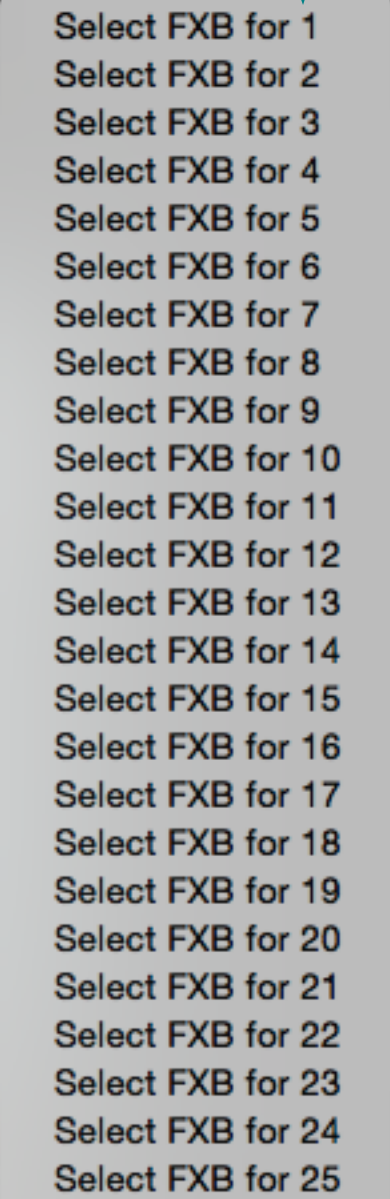 Select FXB for 1
Select FXB for 2
Select FXB for 3
Select FXB for 4
Select FXB for 5
Select FXB for 6
Select FXB for 7
Select FXB for 8
Select FXB for 9
Select FXB for 10
Select FXB for 11
Select FXB for 12
Select FXB for 13
Select FXB for 14
Select FXB for 15
Select FXB for 16
Select FXB for 17
Select FXB for 18
Select FXB for 19
Select FXB for 20
Select FXB for 21
Select FXB for 22
Select FXB for 23
Select FXB for 24
Select FXB for 25